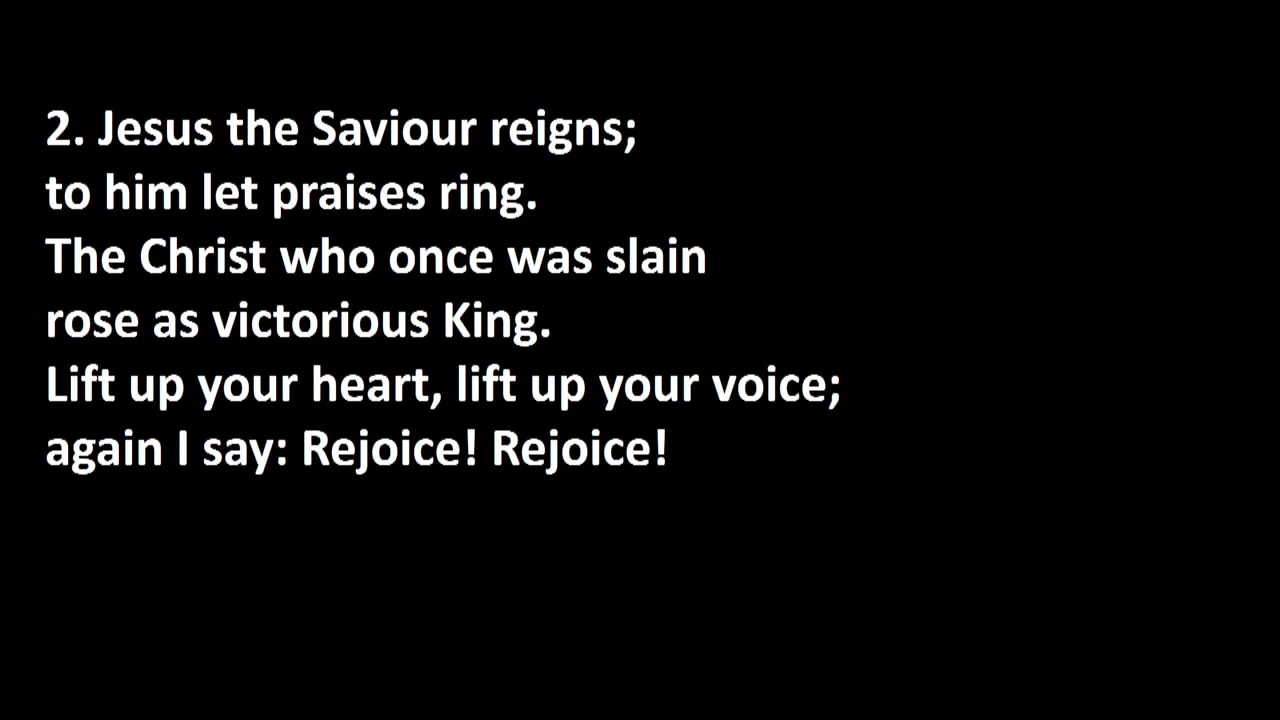 2. Jesus the Saviour reigns;
to him let praises ring.
The Christ who once was slain
rose as victorious King.
Lift up your heart, lift up your voice;
again I say: Rejoice! Rejoice!